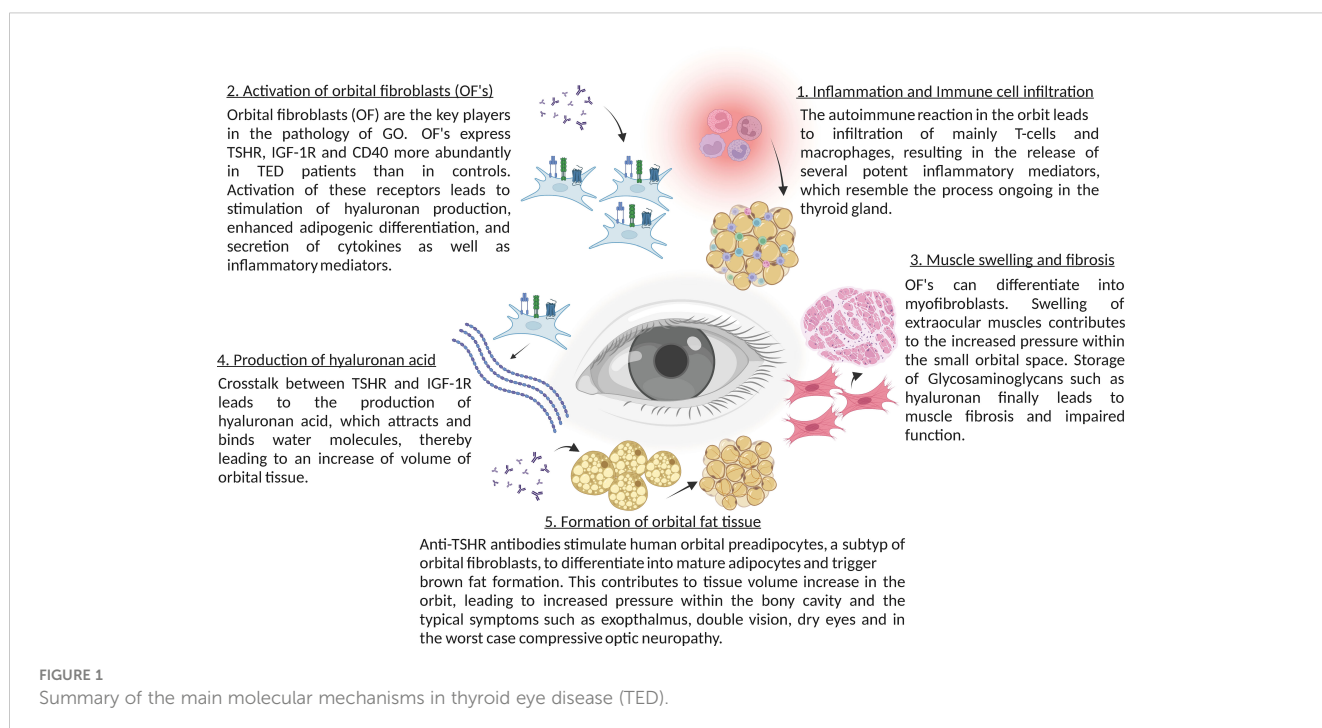 1. Inflammation and Immune cell infiltration
The autoimmune reaction in the orbit leads
to infiltration of mainly T-cells and
macrophages, resulting in the release of
several potent inflammatory mediators,
which resemble the process ongoing in the
thyroid gland.
2. Activation of orbital fibroblasts (OF's)
Orbital fibroblasts (OF) are the key players
in the pathology of GO. OF's express
TSHR, IGF-1R and CD40 more abundantly
in TED patients than in controls.
Activation of these receptors leads to
stimulation of hyaluronan production,
enhanced adipogenic differentiation, and
secretion of cytokines as well as
inflammatory mediators.
3. Muscle swelling and fibrosis
OF's can differentiate into
myofibroblasts. Swelling of
extraocular muscles contributes
to the increased pressure within
the small orbital space. Storage
of Glycosaminoglycans such as
hyaluronan finally leads to
muscle fibrosis and impaired
function.
4. Production of hyaluronan acid
Crosstalk between TSHR and IGF-1R
leads to the production of
hyaluronan acid, which attracts and
binds water molecules, thereby
leading to an increase of volume of
orbital tissue.
5. Formation of orbital fat tissue
Anti-TSHR antibodies stimulate human orbital preadipocytes, a subtyp of
orbital fibroblasts, to differentiate into mature adipocytes and trigger
brown fat formation. This contributes to tissue volume increase in the
orbit, leading to increased pressure within the bony cavity and the
typical symptoms such as exopthalmus, double vision, dry eyes and in
the worst case compressive optic neuropathy.
FIGURE 1
Summary of the main molecular mechanisms in thyroid eye disease (TED).